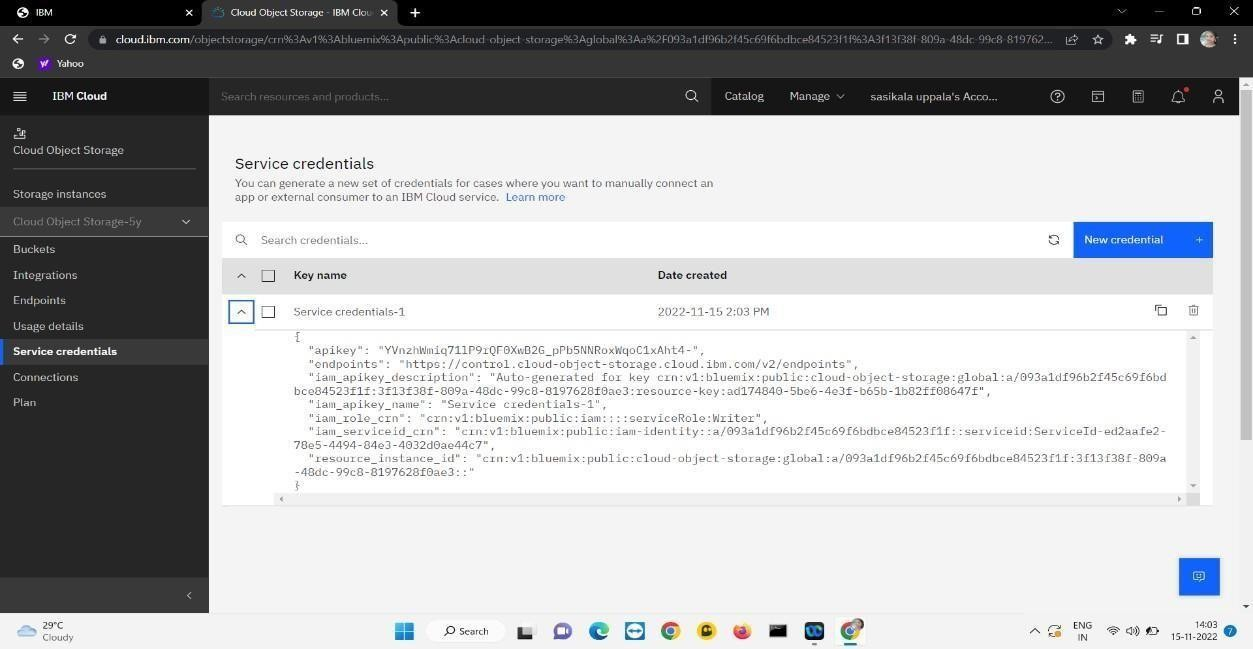 IBM
Cloud Object Storage - IBM Clou
cloud.ibm.com/objectstorage/crn%3Av1%3Abluemix%3Apublic%3Acloud-object-storage%3Aglobal%3Aa%2F093a1df96b2f45c69f6bdbce84523f1f%3A3f13f38f-809a-48dc-99c8-819762...
Yahoo
IBM Cloud
Search resources and products...
Catalog
Manage
sasikala uppala's Acco...
Cloud Object Storage
Storage instances
Cloud Object Storage-5y
Buckets
Integrations
Endpoints
Usage details
Service credentials
Connections
Plan
Service credentials
You can generate a new set of credentials for cases where you want to manually connect an
app or external consumer to an IBM Cloud service. Learn more
Search credentials...
New credential +
Key name
Date created
Service credentials-1
2022-11-15 2:03 PM
{
"apikey":
"endpoints": "https://control.cloud-object-storage.cloud.ibm.com/v2/endpoints",
"iam_apikey_description": "Auto-generated for key crn:v1:bluemix:public:cloud-object-storage:global:a/093a1df96b2f45c69f6bd
bce84523f1f:3f13f38f-809a-48dc-99c8-8197628f0ae3:resource-key:ad174840-5be6-4e3f-b65b-1b82ff08647f",
"iam_apikey_name": "Service credentials-1",
"iam_role_crn": "crn:v1:bluemix:public:iam::::serviceRole:Writer",
"iam_serviceid_crn": "crn:v1:bluemix:public:iam-identity::a/093a1df96b2f45c69f6bdbce84523f1f::serviceid:ServiceId-ed2aafe2-
78e5-4494-84e3-4032d0ae44c7",
"resource_instance_id": "crn:v1:bluemix:public:cloud-object-storage:global:a/093a1df96b2f45c69f6bdbce84523f1f:3f13f38f-809a
-48dc-99c8-8197628f0ae3::"
}
29°C
Cloudy
Search
ENG
IN
14:03
15-11-2022
7